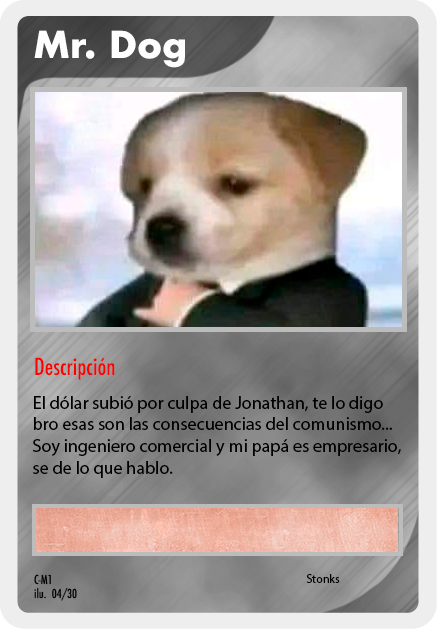 Mr. Dog
Descripción
El dólar subió por culpa de Jonathan, te lo digo
bro esas son las consecuencias del comunismo...
Soy ingeniero comercial y mi papá es empresario,
se de lo que hablo.
C-M1
Stonks
ilu. 04/30